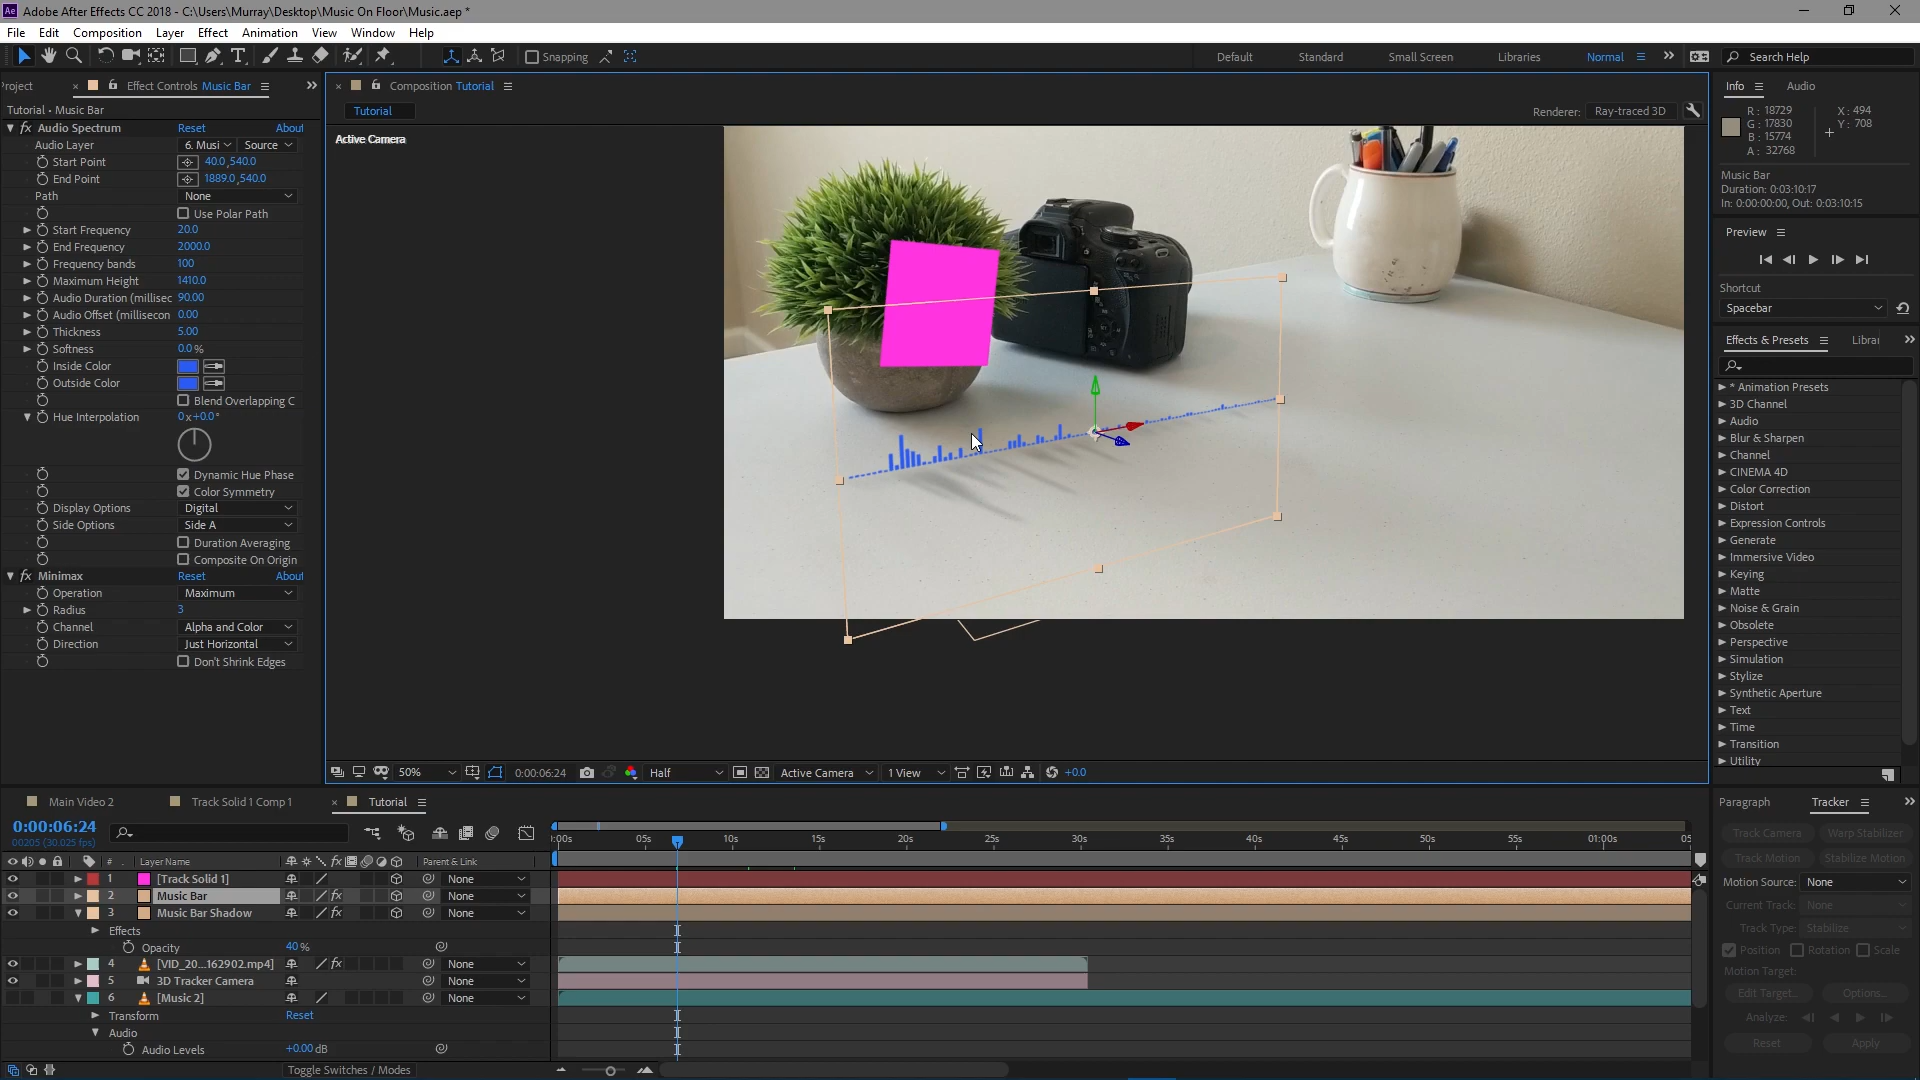 Adobe After Effects CC 2018 - C:\Users\Murray\Desktop\Music On Floor\Music.aep *
File Edit Composition Layer Effect Animation View Window Help
Snapping
Default Standard Small Screen Libraries Normal Search Help
roject Effect Controls Music Bar
Tutorial • Music Bar
fx Audio Spectrum Reset About
Audio Layer 6. Musi Source
Start Point 40.0,540.0
End Point 1889.0,540.0
Path None
Use Polar Path
Start Frequency 20.0
End Frequency 2000.0
Frequency bands 100
Maximum Height 1410.0
Audio Duration (millisec 90.00
Audio Offset (millisecon 0.00
Thickness 5.00
Softness 0.0%
Inside Color
Outside Color
Blend Overlapping C
Hue Interpolation 0x+0.0°
Dynamic Hue Phase
Color Symmetry
Display Options Digital
Side Options Side A
Duration Averaging
Composite On Origin
fx Minimax Reset About
Operation Maximum
Radius 3
Channel Alpha and Color
Direction Just Horizontal
Don't Shrink Edges
Composition Tutorial
Tutorial
Renderer: Ray-traced 3D
Active Camera
50% 0:00:06:24 Half Active Camera 1 View +0.0
Info Audio
R: 18729
G: 17830
B: 15774
A: 32768
X: 494
Y: 708
Music Bar
Duration: 0:03:10:17
In: 0:00:00:00, Out: 0:03:10:15
Preview
Shortcut
Spacebar
Effects & Presets Librar
* Animation Presets
3D Channel
Audio
Blur & Sharpen
Channel
CINEMA 4D
Color Correction
Distort
Expression Controls
Generate
Immersive Video
Keying
Matte
Noise & Grain
Obsolete
Perspective
Simulation
Stylize
Synthetic Aperture
Text
Time
Transition
Utility
Main Video 2 Track Solid 1 Comp 1 Tutorial
0:00:06:24
00205 (30.025 fps)
:00s 05s 10s 15s 20s 25s 30s 35s 40s 45s 50s 55s 01:00s 05
# Layer Name Parent & Link
1 [Track Solid 1] None
2 Music Bar fx None
3 Music Bar Shadow fx None
Effects
Opacity 40%
4 [VID_20...162902.mp4] fx None
5 3D Tracker Camera None
6 [Music 2] None
Transform Reset
Audio
Audio Levels +0.00 dB
Toggle Switches / Modes
Paragraph Tracker
Track Camera Warp Stabilizer
Track Motion Stabilize Motion
Motion Source: None
Current Track: None
Track Type: Stabilize
Position Rotation Scale
Motion Target:
Edit Target... Options...
Analyze:
Reset Apply